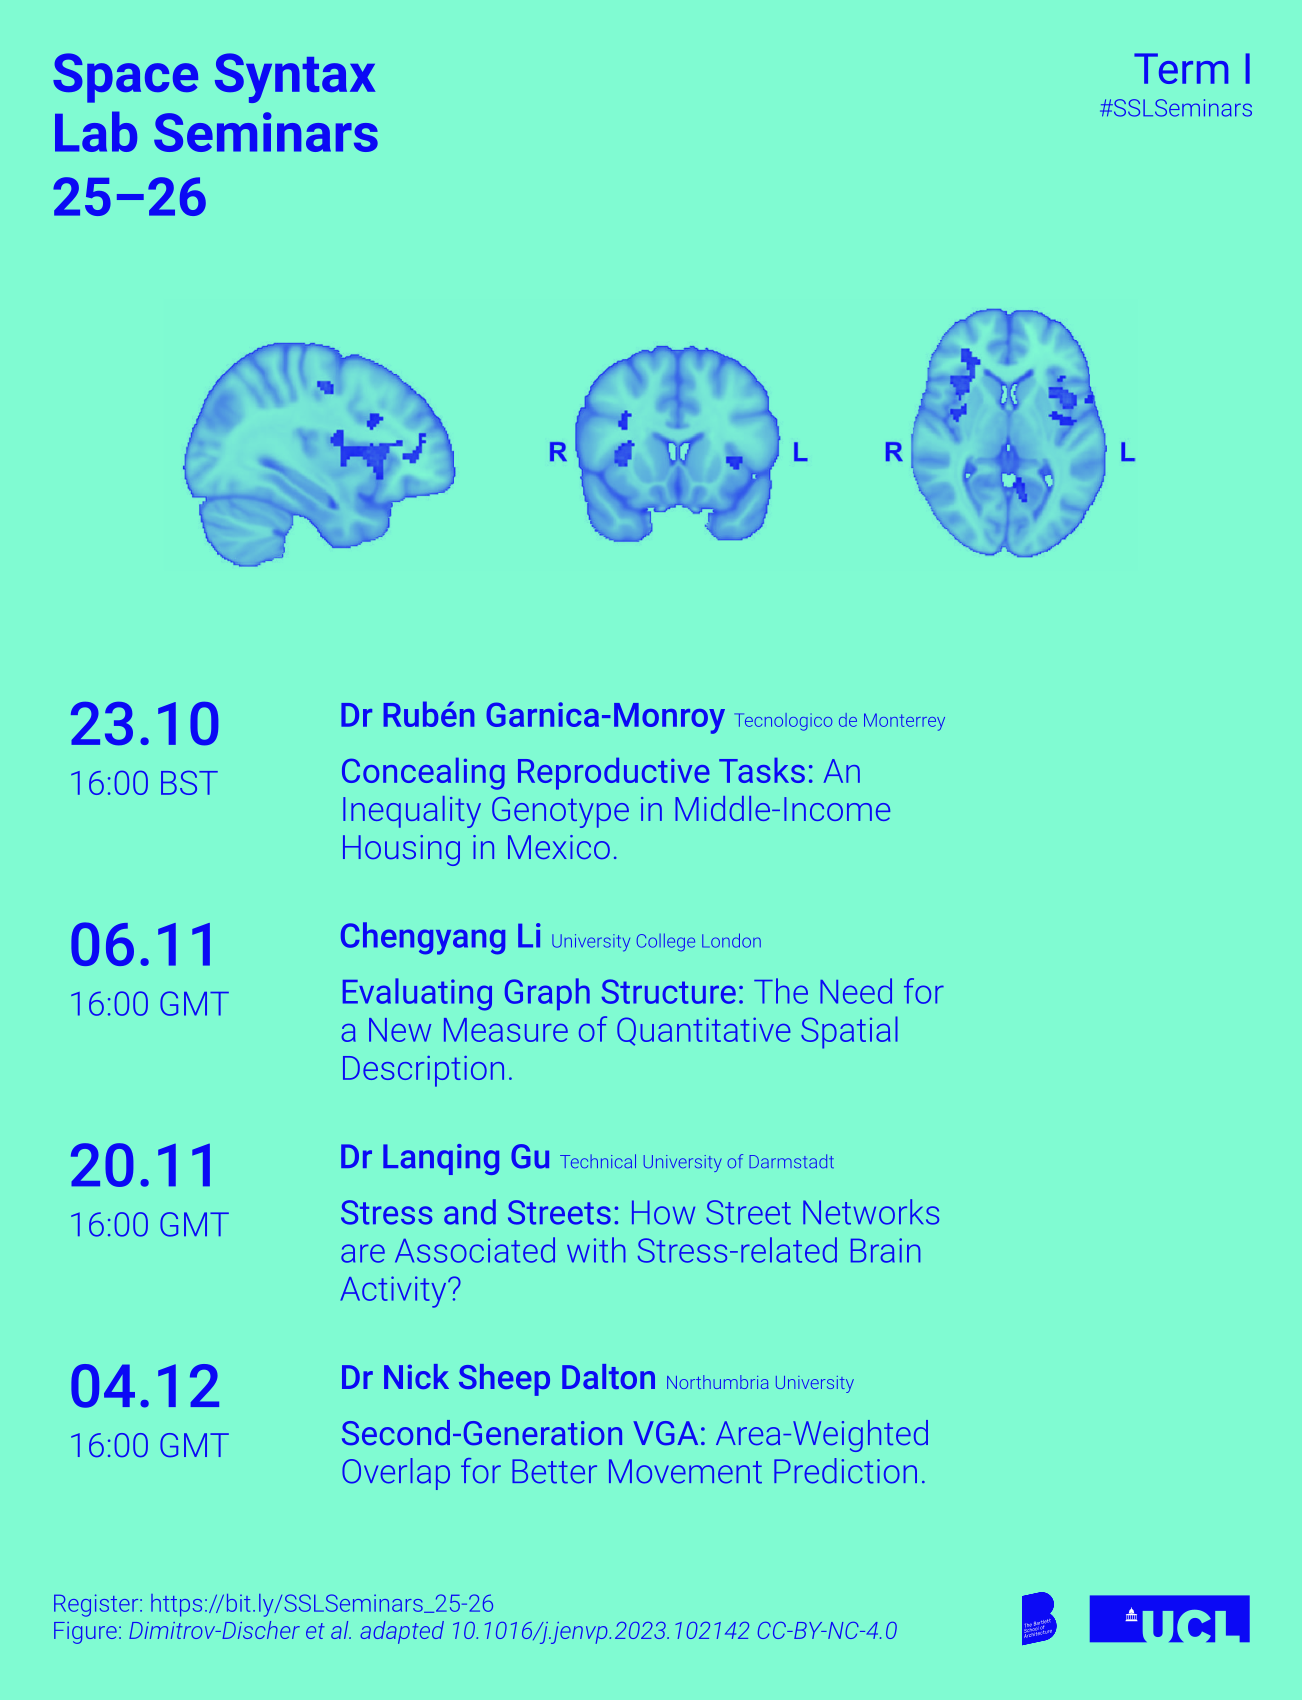 Space Syntax
Lab Seminars
25–26
Term I
#SSLSeminars
R
L
R
L
23.10
16:00 BST
Dr Rubén Garnica-Monroy Tecnologico de Monterrey
Concealing Reproductive Tasks: An
Inequality Genotype in Middle-Income
Housing in Mexico.
06.11
16:00 GMT
Chengyang Li University College London
Evaluating Graph Structure: The Need for
a New Measure of Quantitative Spatial
Description.
20.11
16:00 GMT
Dr Lanqing Gu Technical University of Darmstadt
Stress and Streets: How Street Networks
are Associated with Stress-related Brain
Activity?
04.12
16:00 GMT
Dr Nick Sheep Dalton Northumbria University
Second-Generation VGA: Area-Weighted
Overlap for Better Movement Prediction.
Register: https://bit.ly/SSLSeminars_25-26
Figure: Dimitrov-Discher et al. adapted 10.1016/j.jenvp.2023.102142 CC-BY-NC-4.0
The Bartlett
School of
Architecture
UCL